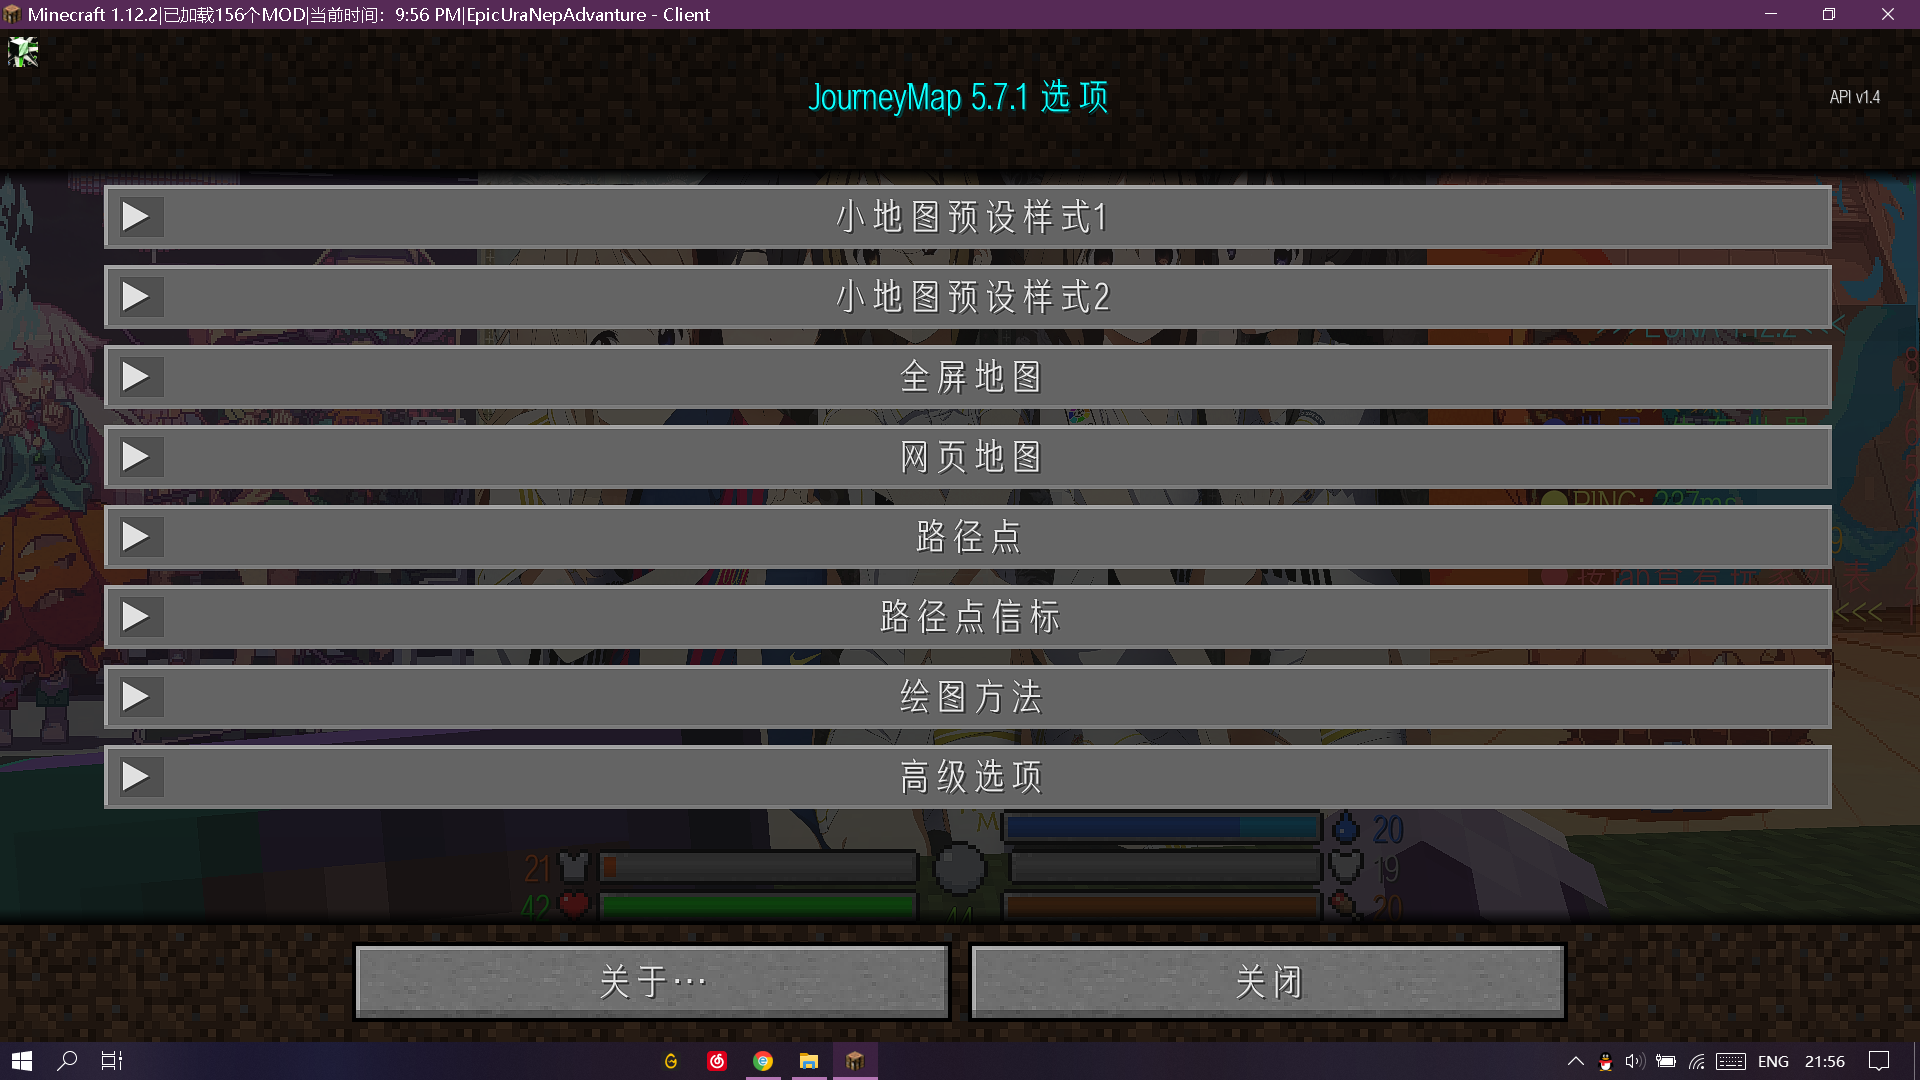 Minecraft 1.12.2|已加载156个MOD|当前时间：9:56 PM|EpicUraNepAdvanture - Client
JourneyMap 5.7.1 选项
API v1.4
小地图预设样式1
小地图预设样式2
全屏地图
网页地图
PING: 237ms
路径点
<<<
路径点信标
绘图方法
高级选项
20
21
19
42
44
20
关于…
关闭
ENG
21:56